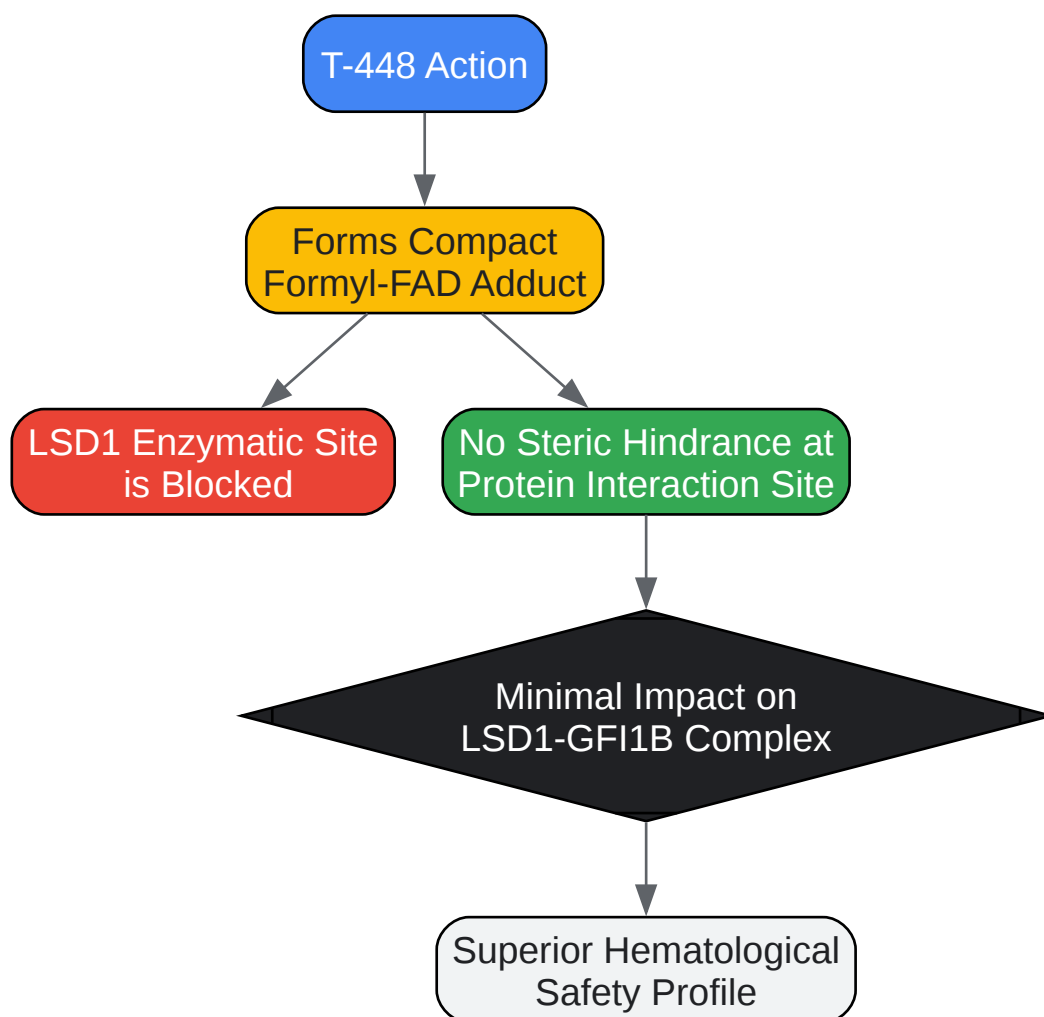 T-448 Action
Forms Compact
Formyl-FAD Adduct
LSD1 Enzymatic Site
is Blocked
No Steric Hindrance at
Protein Interaction Site
Minimal Impact on
LSD1-GFI1B Complex
Superior Hematological
Safety Profile